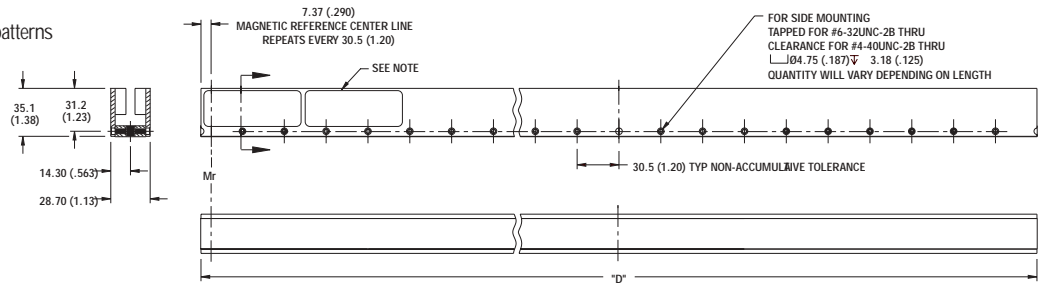 patterns
7.37 (.290)
MAGNETIC REFERENCE CENTER LINE
REPEATS EVERY 30.5 (1.20)
SEE NOTE
FOR SIDE MOUNTING
TAPPED FOR #6-32UNC-2B THRU
CLEARANCE FOR #4-40UNC-2B THRU
⌴Ø4.75 (.187)↧ 3.18 (.125)
QUANTITY WILL VARY DEPENDING ON LENGTH
35.1
(1.38)
31.2
(1.23)
14.30 (.563)
28.70 (1.13)
Mr
30.5 (1.20) TYP NON-ACCUMULATIVE TOLERANCE
"D"